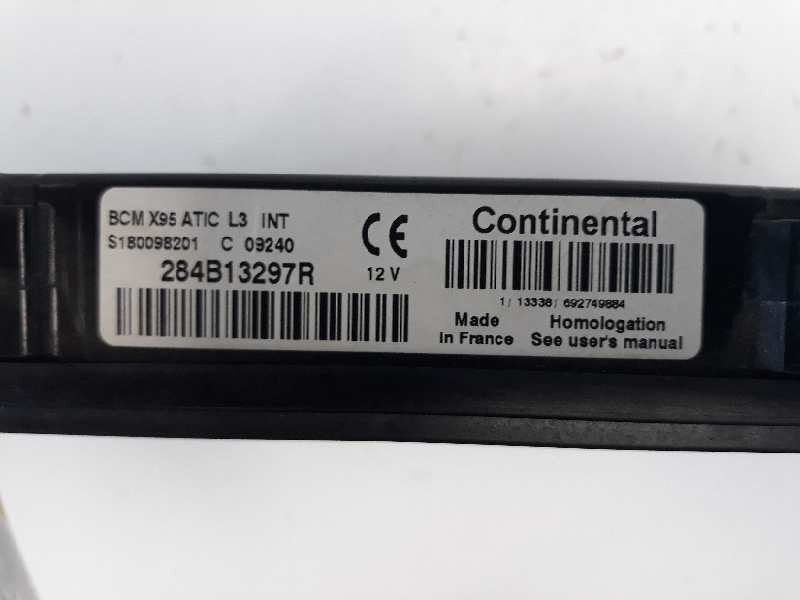 BCM X95 ATIC L3 INT
S180098201 C 09240
284B13297R
CE
12 V
Continental
1/ 13338/ 692749884
Made
in France
Homologation
See user's manual